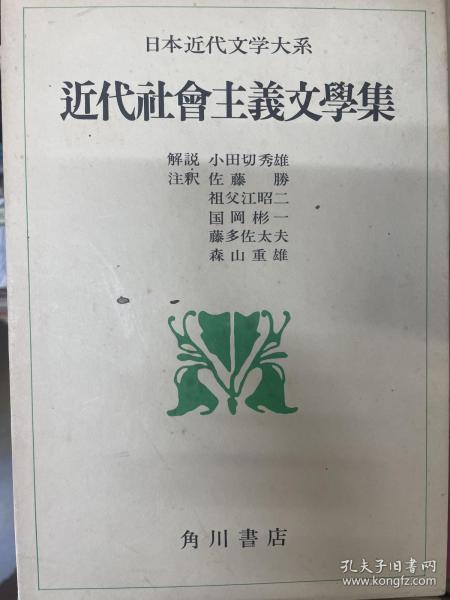 日本近代文学大系
近代社會主義文學集
解説 小田切秀雄
注釈 佐藤 勝
祖父江昭二
国岡彬一
藤多佐太夫
森山重雄
角川書店
孔夫子旧书网
www.kongfz.com